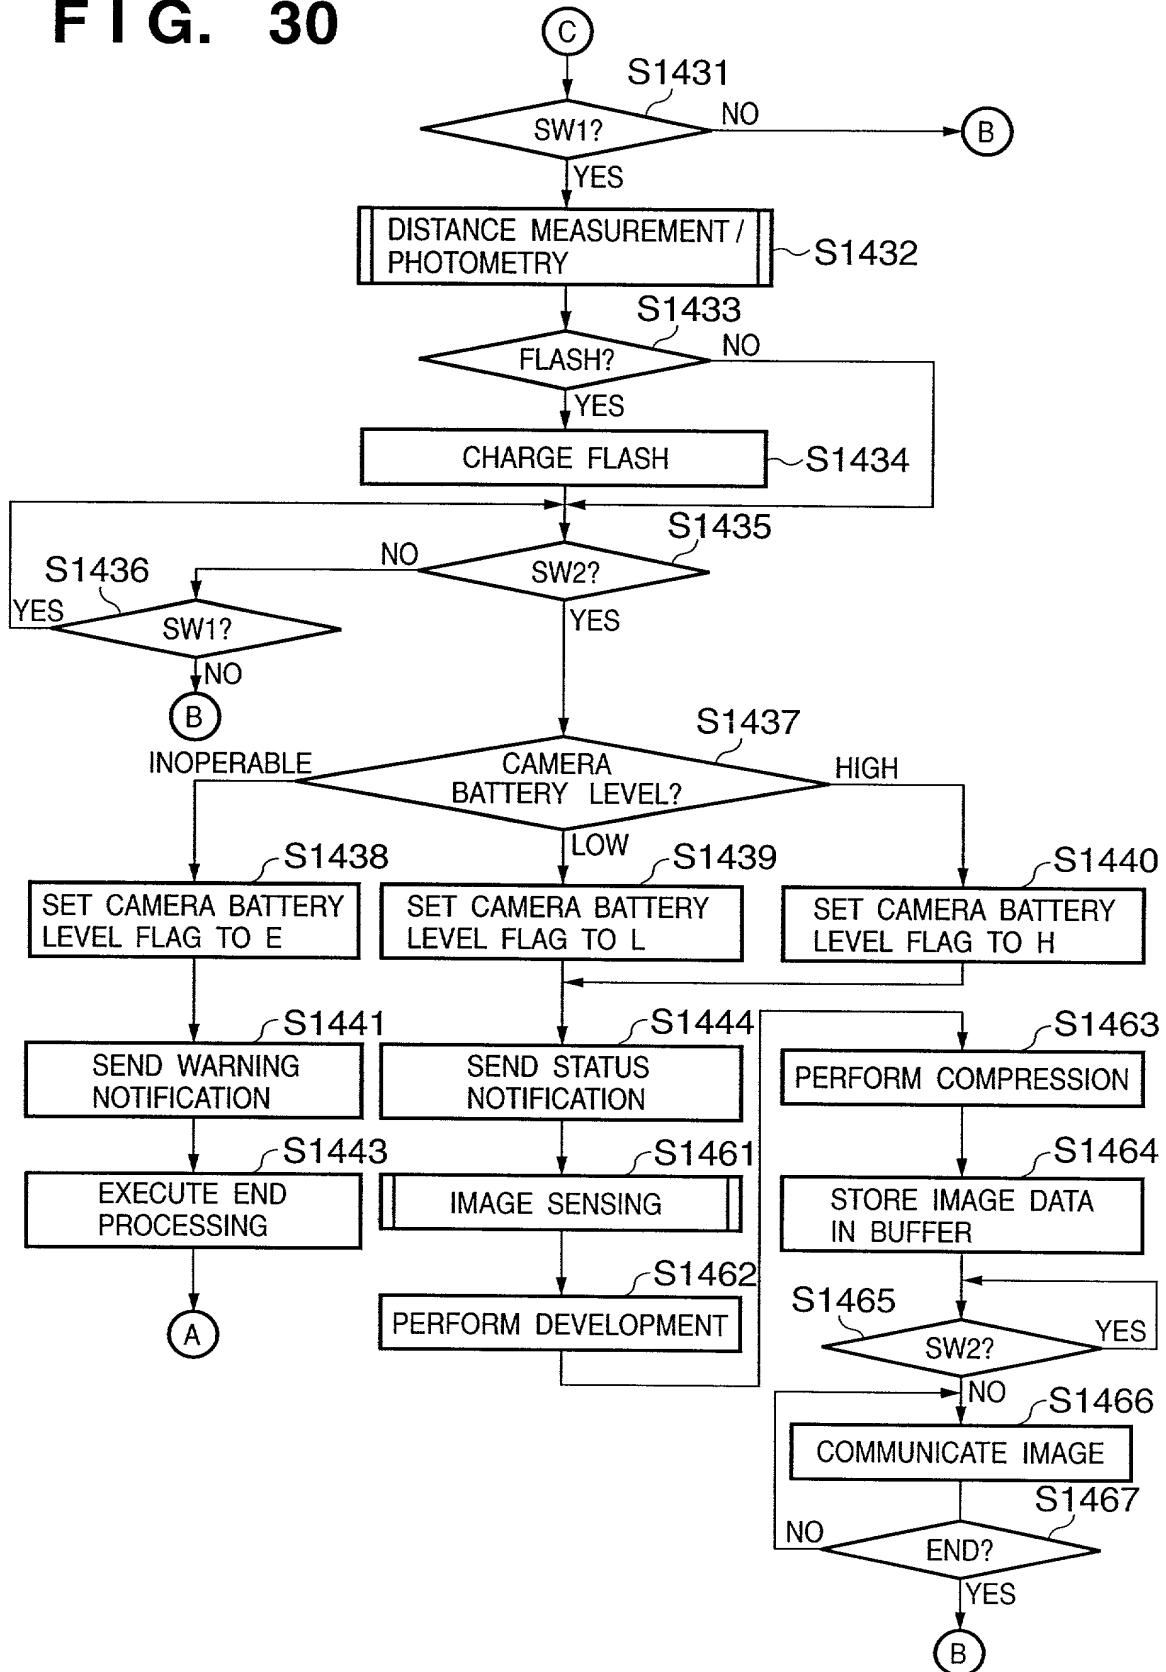 FIG. 30
C
S1431
SW1?
NO
B
YES
DISTANCE MEASUREMENT /
PHOTOMETRY
S1432
S1433
FLASH?
NO
YES
CHARGE FLASH
S1434
S1435
NO
SW2?
S1436
YES
SW1?
YES
NO
B
S1437
INOPERABLE
CAMERA
BATTERY LEVEL?
HIGH
LOW
S1438
S1439
S1440
SET CAMERA BATTERY
LEVEL FLAG TO E
SET CAMERA BATTERY
LEVEL FLAG TO L
SET CAMERA BATTERY
LEVEL FLAG TO H
S1441
S1444
S1463
SEND WARNING
NOTIFICATION
SEND STATUS
NOTIFICATION
PERFORM COMPRESSION
S1443
S1461
S1464
EXECUTE END
PROCESSING
IMAGE SENSING
STORE IMAGE DATA
IN BUFFER
S1462
S1465
A
PERFORM DEVELOPMENT
SW2?
YES
NO
S1466
COMMUNICATE IMAGE
S1467
NO
END?
YES
B